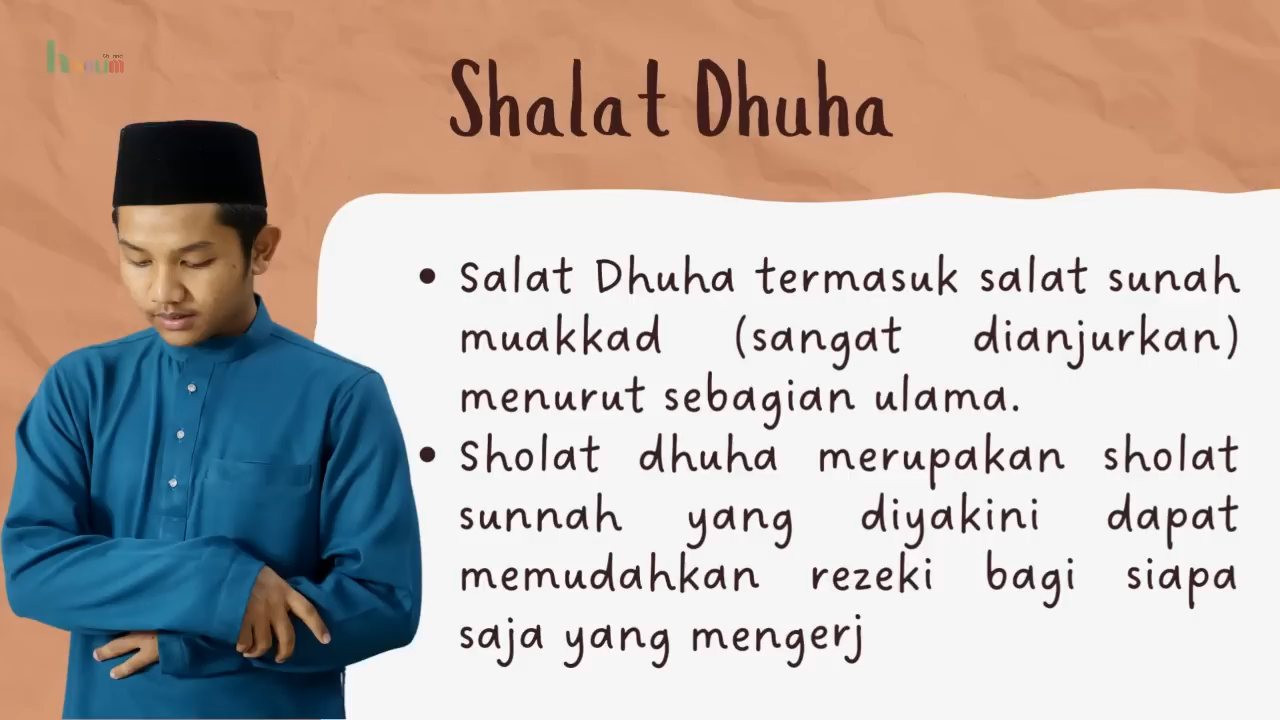 Shalat Dhuha
• Salat Dhuha termasuk salat sunah
muakkad (sangat dianjurkan)
menurut sebagian ulama.
• Sholat dhuha merupakan sholat
sunnah yang diyakini dapat
memudahkan rezeki bagi siapa
saja yang mengerj